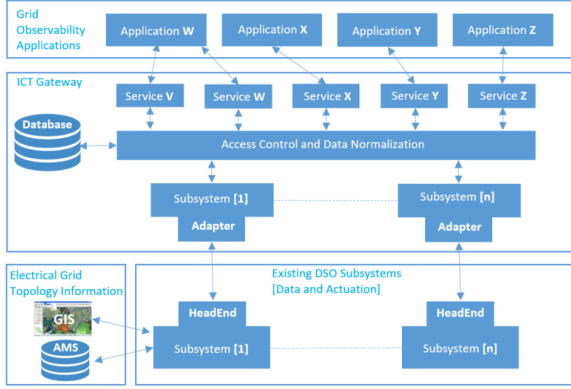 Grid
Observability
Applications
Application W
Application X
Application Y
Application Z
ICT Gateway
Service V
Service W
Service X
Service Y
Service Z
Database
Access Control and Data Normalization
Subsystem [1]
Adapter
Subsystem [n]
Adapter
Electrical Grid
Topology Information
GIS
AMS
Existing DSO Subsystems
[Data and Actuation]
HeadEnd
Subsystem [1]
HeadEnd
Subsystem [n]